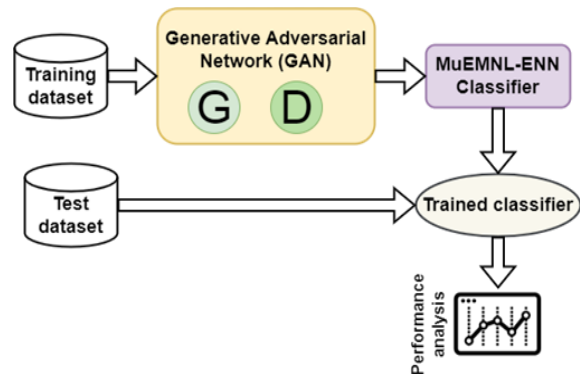 Training
dataset
Generative Adversarial
Network (GAN)
G
D
MuEMNL-ENN
Classifier
Test
dataset
Trained classifier
Performance
analysis